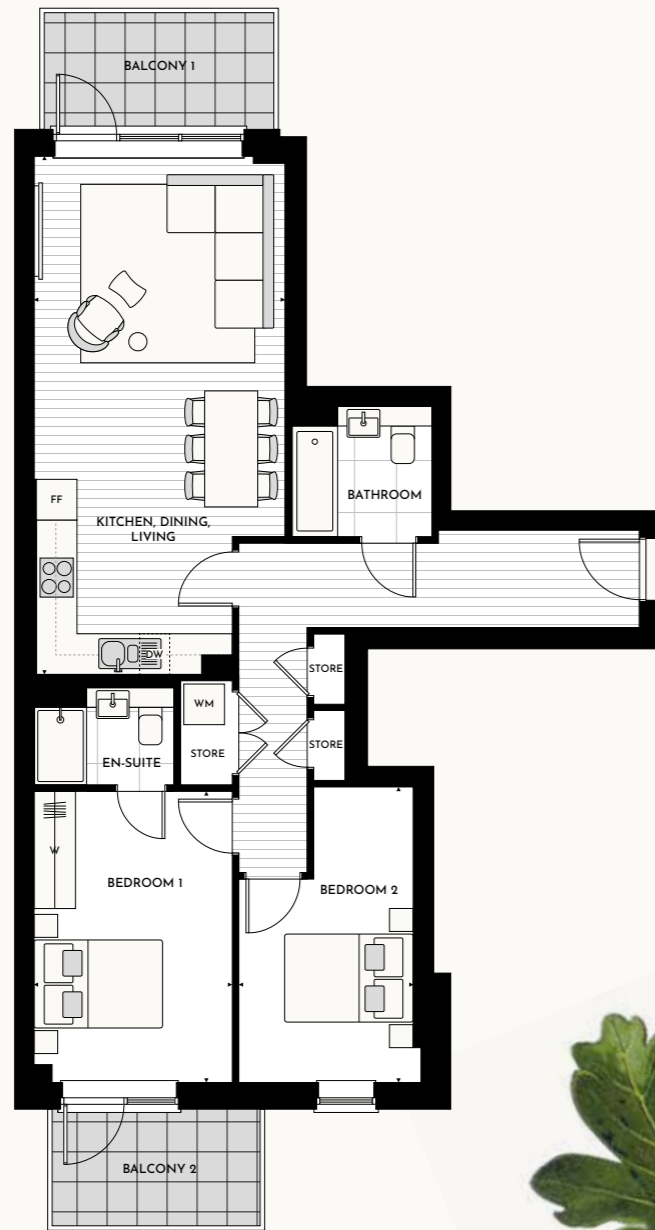 BALCONY 1
FF
KITCHEN, DINING,
LIVING
BATHROOM
DW
STORE
WM
STORE
STORE
EN-SUITE
W
BEDROOM 1
BEDROOM 2
BALCONY 2